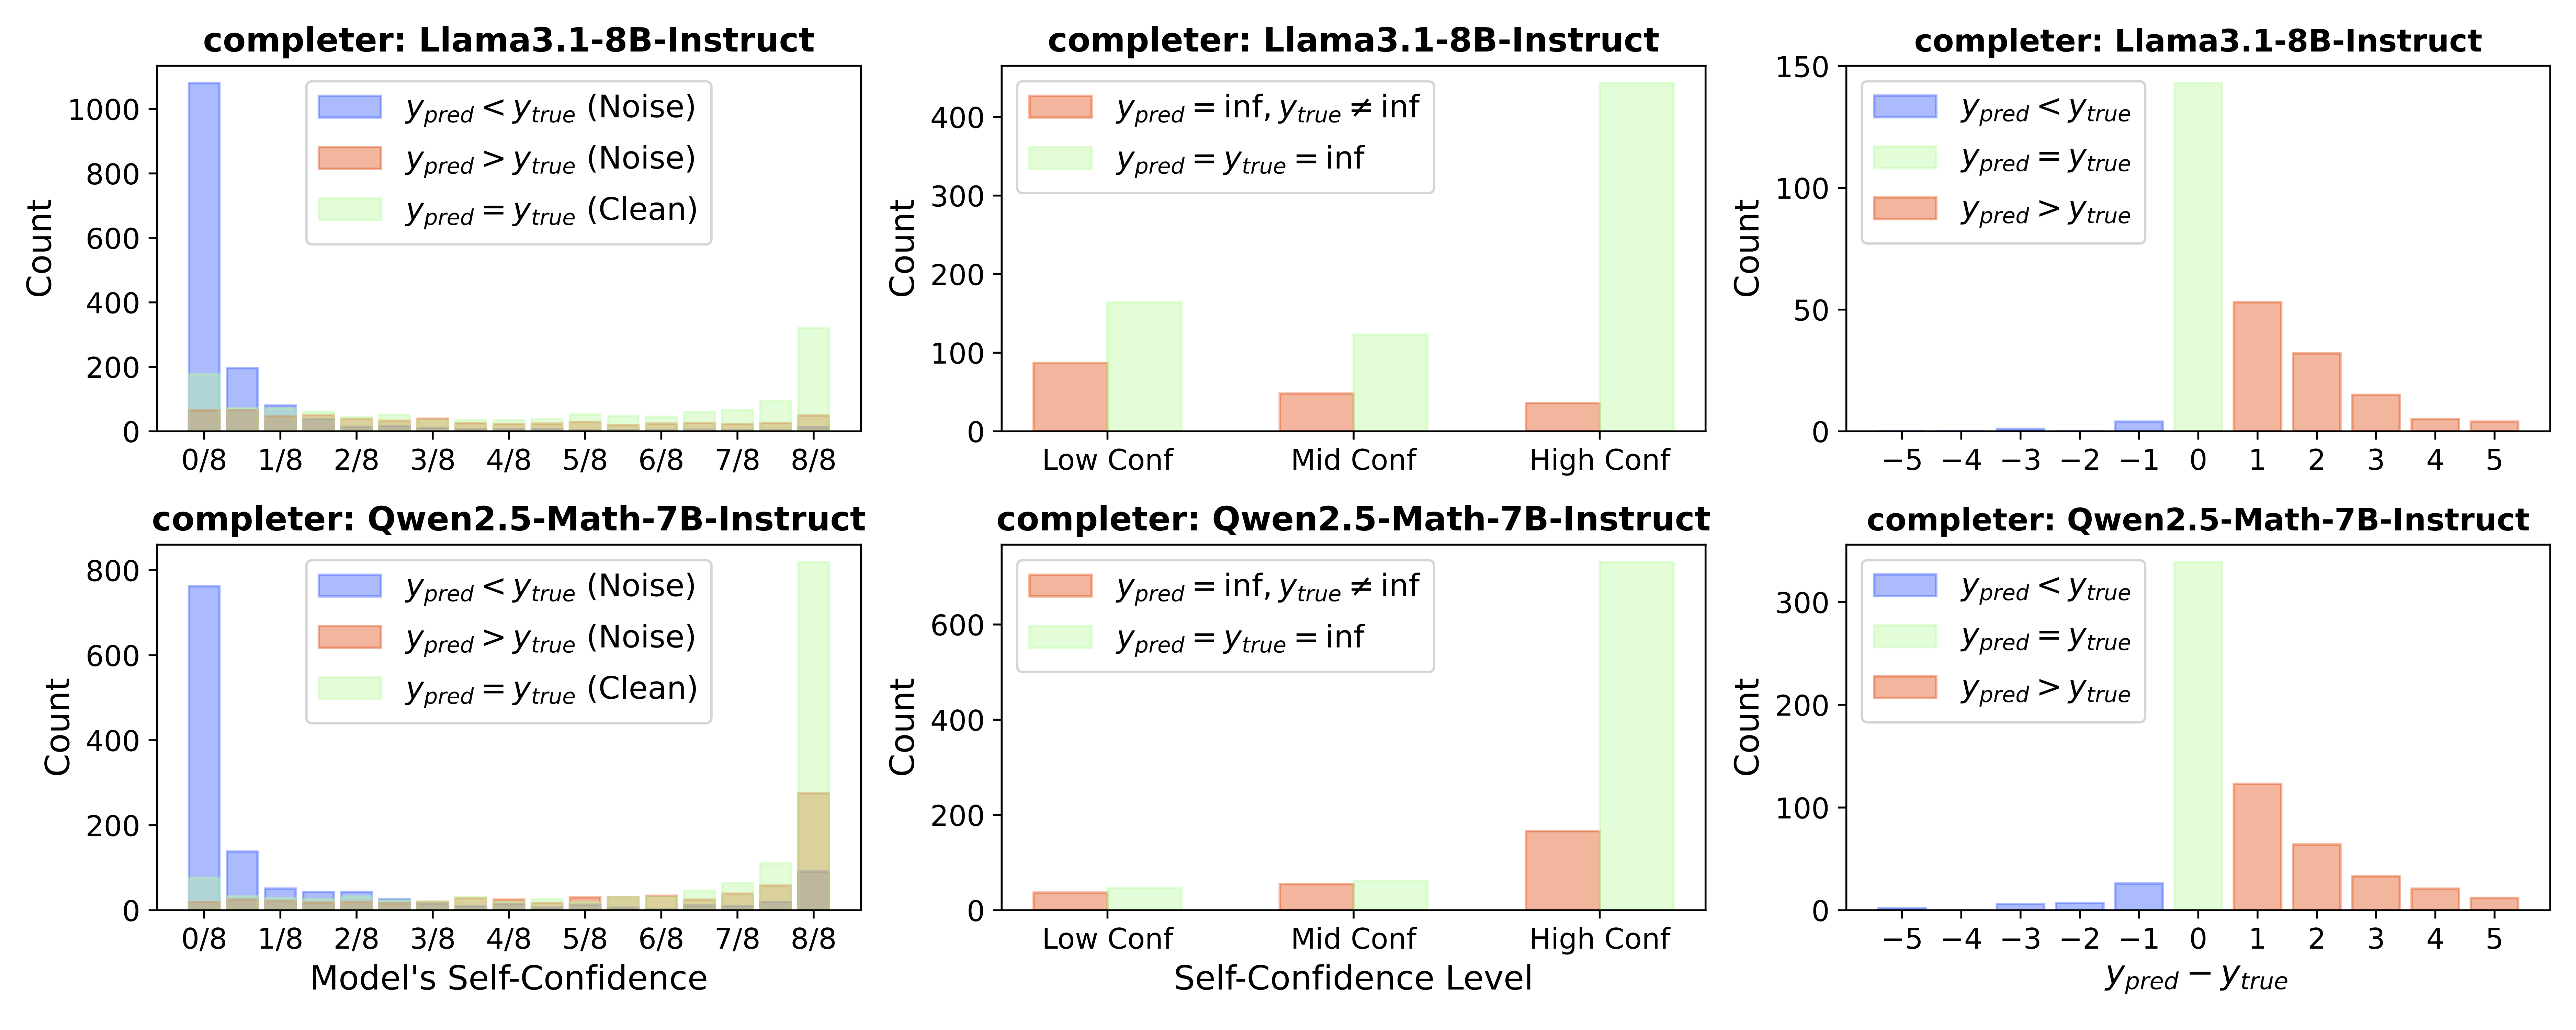 completer: Llama3.1-8B-Instruct
Count
1000
800
600
400
200
0
y_pred < y_true (Noise)
y_pred > y_true (Noise)
y_pred = y_true (Clean)
0/8 1/8 2/8 3/8 4/8 5/8 6/8 7/8 8/8
completer: Llama3.1-8B-Instruct
Count
400
300
200
100
0
y_pred = inf, y_true ≠ inf
y_pred = y_true = inf
Low Conf Mid Conf High Conf
completer: Llama3.1-8B-Instruct
Count
150
100
50
0
y_pred < y_true
y_pred = y_true
y_pred > y_true
−5 −4 −3 −2 −1 0 1 2 3 4 5
completer: Qwen2.5-Math-7B-Instruct
Count
800
600
400
200
0
y_pred < y_true (Noise)
y_pred > y_true (Noise)
y_pred = y_true (Clean)
0/8 1/8 2/8 3/8 4/8 5/8 6/8 7/8 8/8
Model's Self-Confidence
completer: Qwen2.5-Math-7B-Instruct
Count
600
400
200
0
y_pred = inf, y_true ≠ inf
y_pred = y_true = inf
Low Conf Mid Conf High Conf
Self-Confidence Level
completer: Qwen2.5-Math-7B-Instruct
Count
300
200
100
0
y_pred < y_true
y_pred = y_true
y_pred > y_true
−5 −4 −3 −2 −1 0 1 2 3 4 5
y_pred − y_true